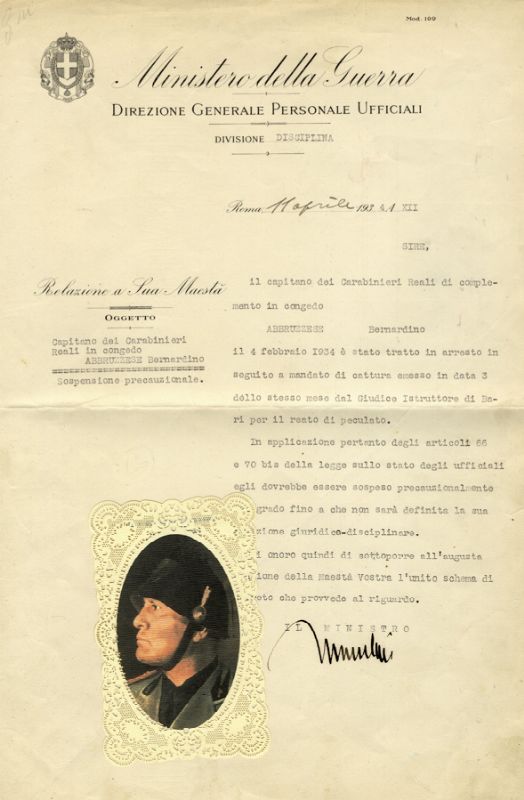 Mod. 109
Ministero della Guerra
DIREZIONE GENERALE PERSONALE UFFICIALI
DIVISIONE DISCIPLINA
Roma 11 aprile 1934 XII
SIRE,
Relazione a Sua Maestà
OGGETTO
Capitano dei Carabinieri
Reali in congedo
ABBRUZZESE Bernardino
Sospensione precauzionale.
il capitano dei Carabinieri Reali di comple-
mento in congedo
ABBRUZZESE Bernardino
il 4 febbraio 1934 è stato tratto in arresto in
seguito a mandato di cattura emesso in data 3
dello stesso mese dal Giudice Istruttore di Ba-
ri per il reato di peculato.
In applicazione pertanto degli articoli 66
e 70 bis della legge sullo stato degli ufficiali
egli dovrebbe essere sospeso precauzionalmente
grado fino a che non sarà definita la sua
zione giuridico-disciplinare.
i onoro quindi di sottoporre all'augusta
zione della Maestà Vostra l'unito schema di
eto che provvede al riguardo.
IL MINISTRO